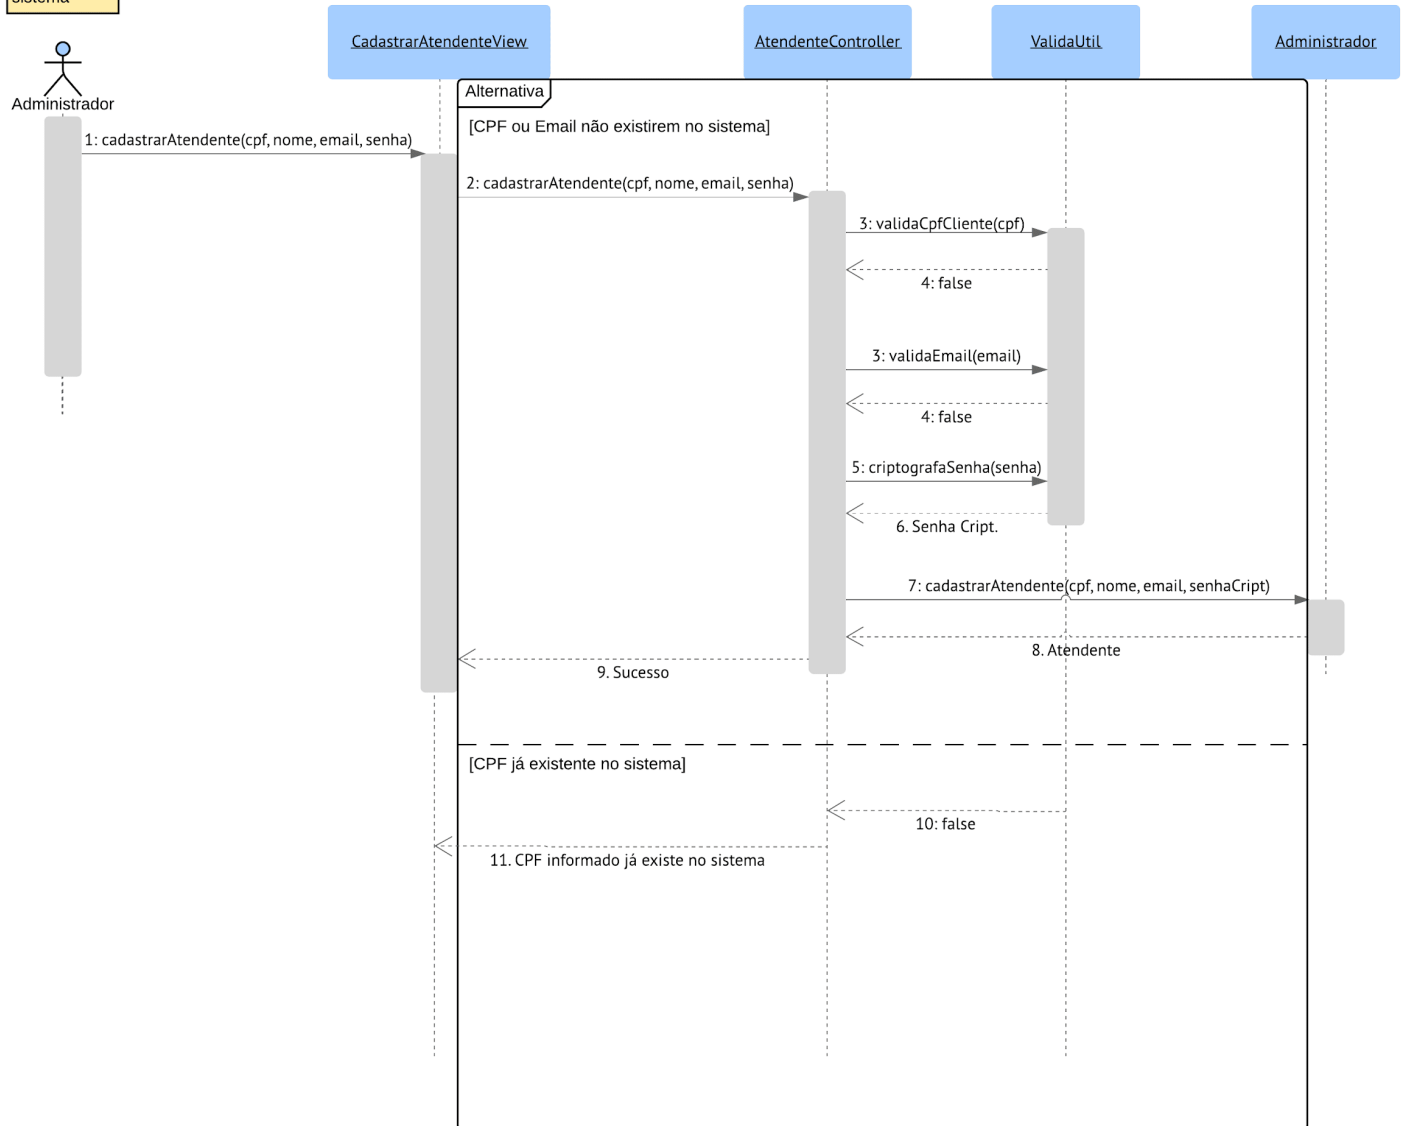 sistema
CadastrarAtendenteView
AtendenteController
ValidaUtil
Administrador
Administrador
Alternativa
[CPF ou Email não existirem no sistema]
1: cadastrarAtendente(cpf, nome, email, senha)
2: cadastrarAtendente(cpf, nome, email, senha)
3: validaCpfCliente(cpf)
4: false
3: validaEmail(email)
4: false
5: criptografaSenha(senha)
6. Senha Cript.
7: cadastrarAtendente(cpf, nome, email, senhaCript)
8. Atendente
9. Sucesso
[CPF já existente no sistema]
10: false
11. CPF informado já existe no sistema